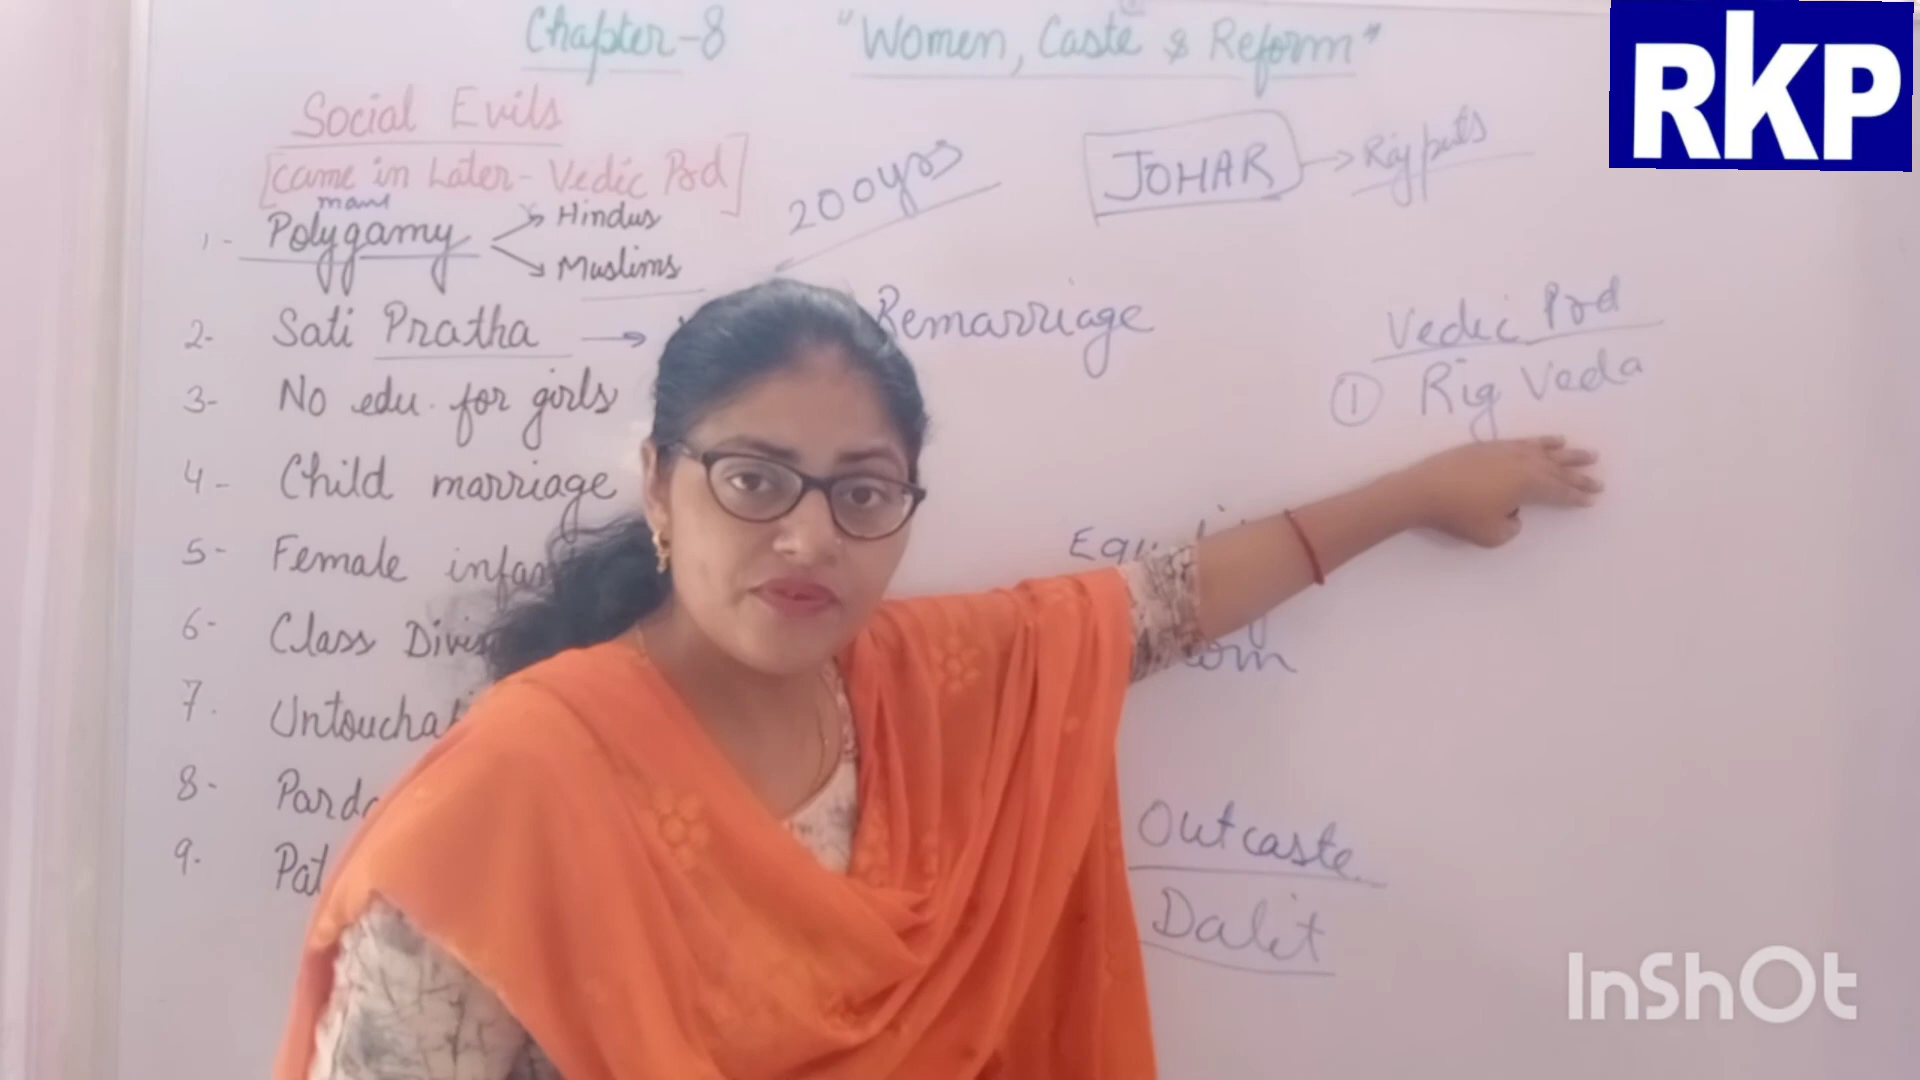 Chapter-8 "Women, Caste & Reform"
RKP
Social Evils
[came in Later-Vedic Prd]
many
1- Polygamy
Hindus
Muslims
200yrs
JOHAR → Rajputs
2- Sati Pratha →
Remarriage
3- No edu. for girls
4- Child marriage
5- Female
6- Class
7.
8-
9.
Vedic Prd
① Rig Veda
Outcaste
Dalit
InShOt